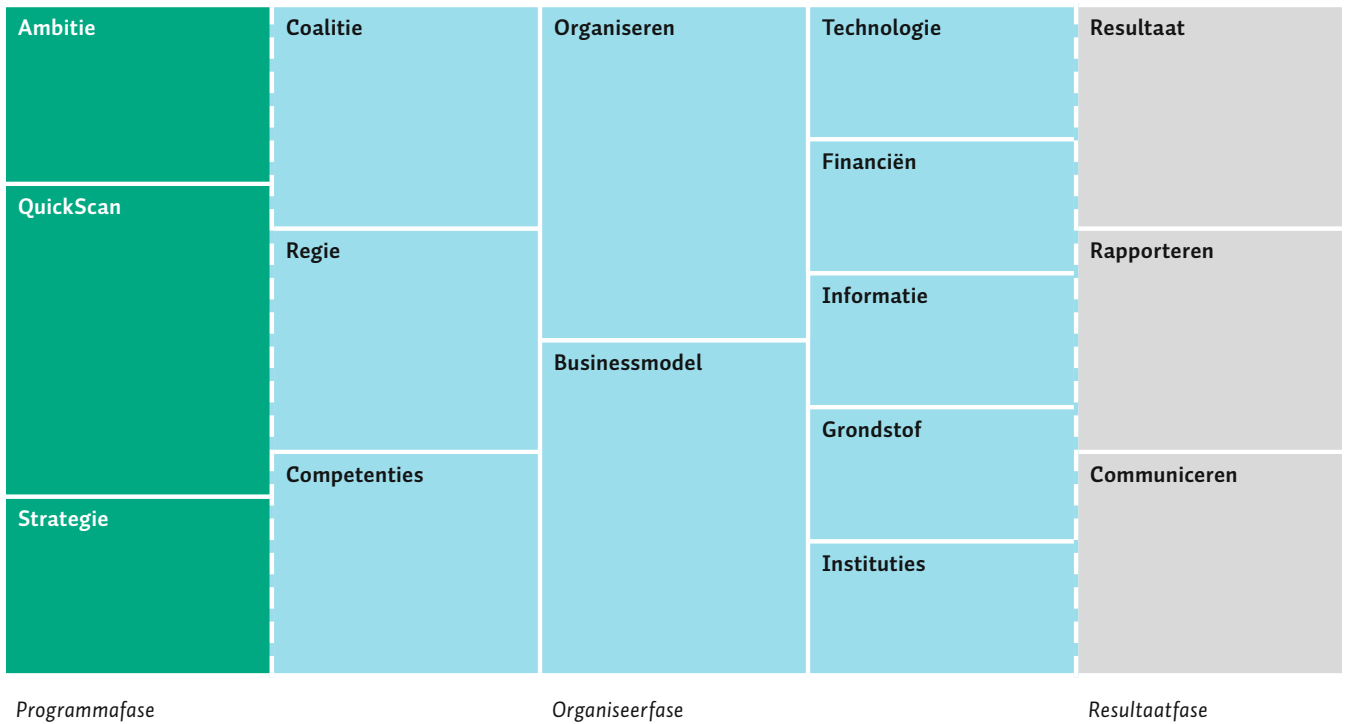 Ambitie
QuickScan
Strategie
Coalitie
Regie
Competenties
Organiseren
Businessmodel
Technologie
Financiën
Informatie
Grondstof
Instituties
Resultaat
Rapporteren
Communiceren
Programmafase
Organiseerfase
Resultaatfase